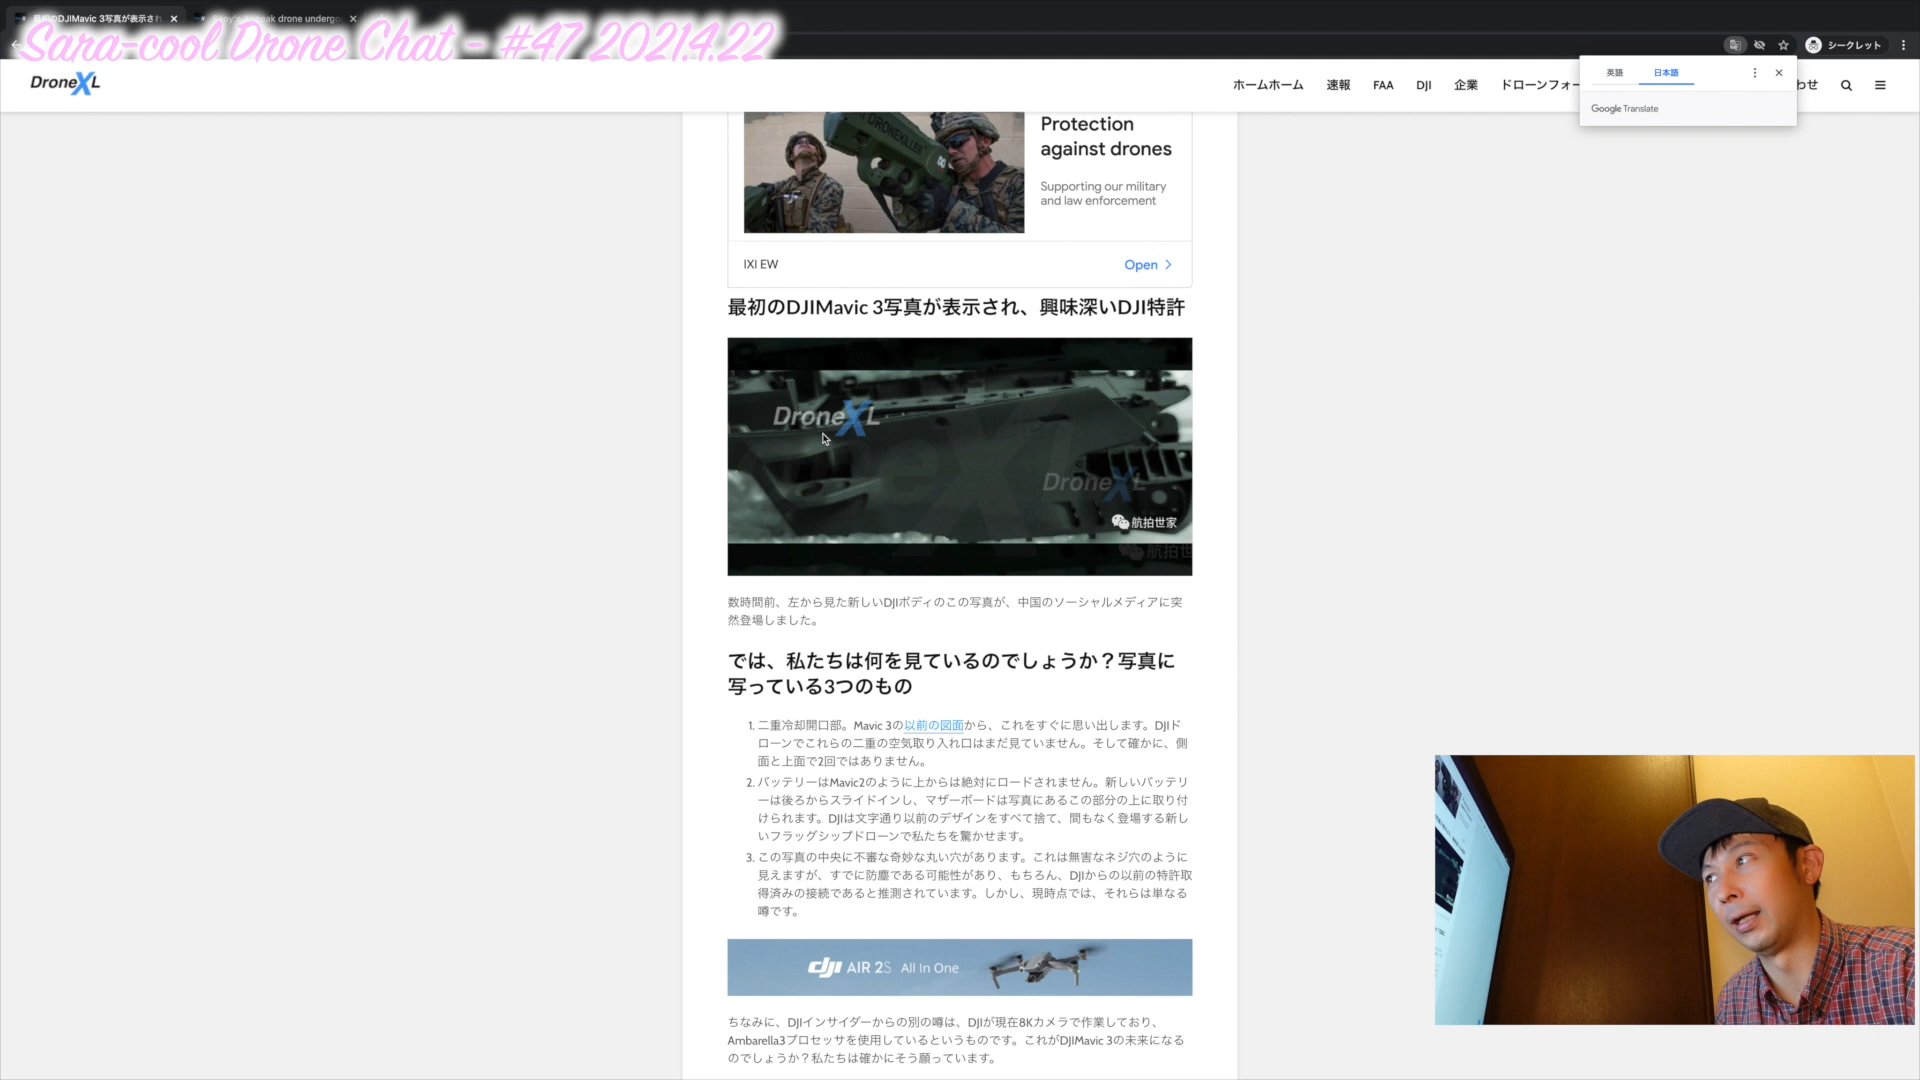 最初のDJIMavic 3写真が表示され
peak drone undergo
Sara-cool Drone Chat - #47 2021.4.22
シークレット
DroneXL
ホームホーム
速報
FAA
DJI
企業
ドローンフォー
わせ
英語
日本語
Google Translate
DRONEKILLER
Protection
against drones
Supporting our military
and law enforcement
IXI EW
Open
最初のDJIMavic 3写真が表示され、興味深いDJI特許
DroneXL
DroneXL
航拍世家
航拍世
数時間前、左から見た新しいDJIボディのこの写真が、中国のソーシャルメディアに突
然登場しました。
では、私たちは何を見ているのでしょうか？写真に
写っている3つのもの
1. 二重冷却開口部。Mavic 3の以前の図面から、これをすぐに思い出します。DJIド
ローンでこれらの二重の空気取り入れ口はまだ見ていません。そして確かに、側
面と上面で2回ではありません。
2. バッテリーはMavic2のように上からは絶対にロードされません。新しいバッテリ
ーは後ろからスライドインし、マザーボードは写真にあるこの部分の上に取り付
けられます。DJIは文字通り以前のデザインをすべて捨て、間もなく登場する新し
いフラッグシップドローンで私たちを驚かせます。
3. この写真の中央に不審な奇妙な丸い穴があります。これは無害なネジ穴のように
見えますが、すでに防塵である可能性があり、もちろん、DJIからの以前の特許取
得済みの接続であると推測されています。しかし、現時点では、それらは単なる
噂です。
dji AIR 2S All In One
ちなみに、DJIインサイダーからの別の噂は、DJIが現在8Kカメラで作業しており、
Ambarella3プロセッサを使用しているというものです。これがDJIMavic 3の未来になる
のでしょうか？私たちは確かにそう願っています。